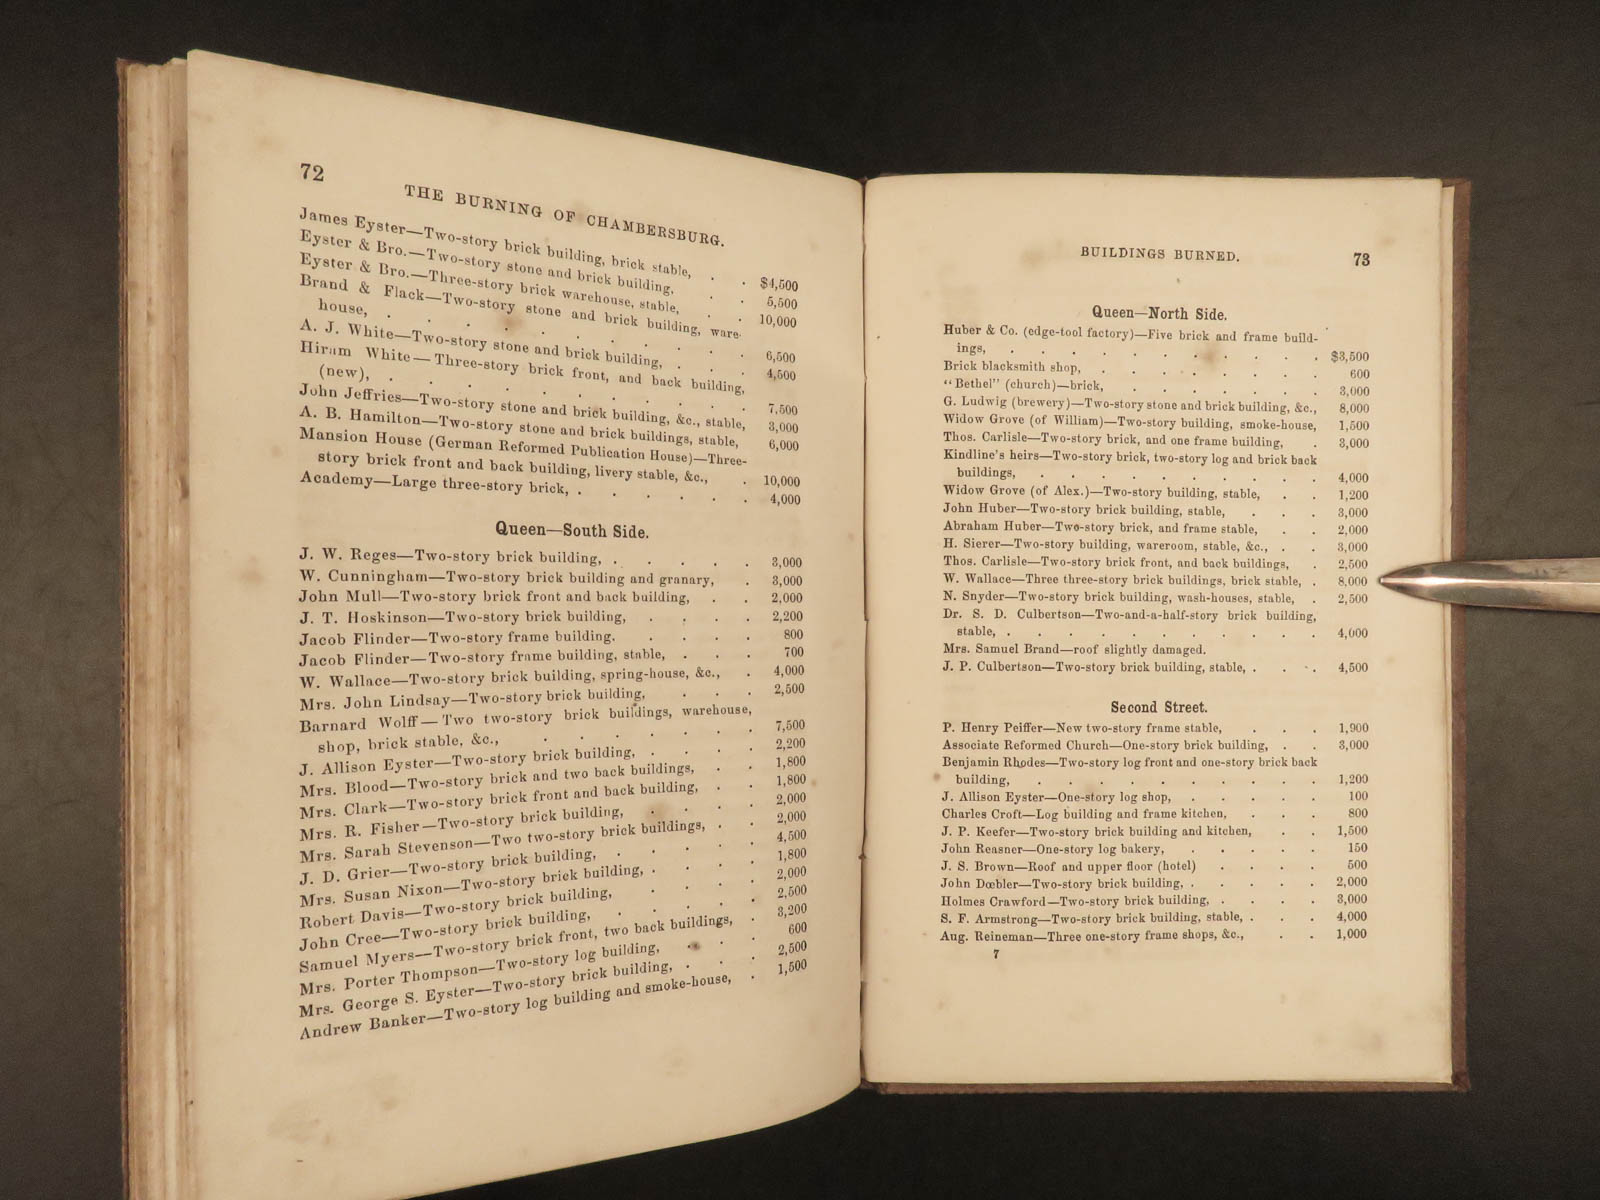 72
THE BURNING OF CHAMBERSBURG.
James Eyster—Two-story brick building, brick stable, . . $4,500
Eyster & Bro.—Two-story stone and brick building, . . 5,500
Eyster & Bro.—Three-story brick warehouse, stable, . . 10,000
Brand & Flack—Two-story stone and brick building, ware-
house, . . . . . . . . . 6,500
A. J. White—Two-story stone and brick building, . . . 4,500
Hiram White—Three-story brick front, and back building,
(new), . . . . . . . . . 7,500
John Jeffries—Two-story stone and brick building, &c., stable, 3,000
A. B. Hamilton—Two-story stone and brick buildings, stable, 6,000
Mansion House (German Reformed Publication House)—Three-
story brick front and back building, livery stable, &c., . 10,000
Academy—Large three-story brick, . . . . . . 4,000
Queen—South Side.
J. W. Reges—Two-story brick building, . . . . . 3,000
W. Cunningham—Two-story brick building and granary, . 3,000
John Mull—Two-story brick front and back building, . . 2,000
J. T. Hoskinson—Two-story brick building, . . . . 2,200
Jacob Flinder—Two-story frame building. . . . . 800
Jacob Flinder—Two-story frame building, stable, . . . 700
W. Wallace—Two-story brick building, spring-house, &c., . 4,000
Mrs. John Lindsay—Two-story brick building, . . . 2,500
Barnard Wolff—Two two-story brick buildings, warehouse,
shop, brick stable, &c., . . . . . . . 7,500
J. Allison Eyster—Two-story brick building, . . . . 2,200
Mrs. Blood—Two-story brick and two back buildings, . . 1,800
Mrs. Clark—Two-story brick front and back building, . . 1,800
Mrs. R. Fisher—Two-story brick building, . . . . 2,000
Mrs. Sarah Stevenson—Two two-story brick buildings, . . 2,000
J. D. Grier—Two-story brick building, . . . . . 4,500
Mrs. Susan Nixon—Two-story brick building, . . . . 1,800
Robert Davis—Two-story brick building, . . . . 2,000
John Cree—Two-story brick building, . . . . . 2,500
Samuel Myers—Two-story brick front, two back buildings, . 3,200
Mrs. Porter Thompson—Two-story log building, . . . 600
Mrs. George S. Eyster—Two-story brick building, . . . 2,500
Andrew Banker—Two-story log building and smoke-house, . 1,500
BUILDINGS BURNED. 73
Queen—North Side.
Huber & Co. (edge-tool factory)—Five brick and frame build-
ings, . . . . . . . . . . . $3,500
Brick blacksmith shop, . . . . . . . . 600
"Bethel" (church)—brick, . . . . . . . 3,000
G. Ludwig (brewery)—Two-story stone and brick building, &c., 8,000
Widow Grove (of William)—Two-story building, smoke-house, 1,500
Thos. Carlisle—Two-story brick, and one frame building, . 3,000
Kindline's heirs—Two-story brick, two-story log and brick back
buildings, . . . . . . . . . . 4,000
Widow Grove (of Alex.)—Two-story building, stable, . . 1,200
John Huber—Two-story brick building, stable, . . . 3,000
Abraham Huber—Two-story brick, and frame stable, . . 2,000
H. Sierer—Two-story building, wareroom, stable, &c., . . 3,000
Thos. Carlisle—Two-story brick front, and back buildings, . 2,500
W. Wallace—Three three-story brick buildings, brick stable, . 8,000
N. Snyder—Two-story brick building, wash-houses, stable, . 2,500
Dr. S. D. Culbertson—Two-and-a-half-story brick building,
stable, . . . . . . . . . . . 4,000
Mrs. Samuel Brand—roof slightly damaged.
J. P. Culbertson—Two-story brick building, stable, . . . 4,500
Second Street.
P. Henry Peiffer—New two-story frame stable, . . . 1,900
Associate Reformed Church—One-story brick building, . . 3,000
Benjamin Rhodes—Two-story log front and one-story brick back
building, . . . . . . . . . . 1,200
J. Allison Eyster—One-story log shop, . . . . . 100
Charles Croft—Log building and frame kitchen, . . . 800
J. P. Keefer—Two-story brick building and kitchen, . . 1,500
John Reasner—One-story log bakery, . . . . . 150
J. S. Brown—Roof and upper floor (hotel) . . . . 500
John Dœbler—Two-story brick building, . . . . . 2,000
Holmes Crawford—Two-story brick building, . . . . 3,000
S. F. Armstrong—Two-story brick building, stable, . . . 4,000
Aug. Reineman—Three one-story frame shops, &c., . . 1,000
7